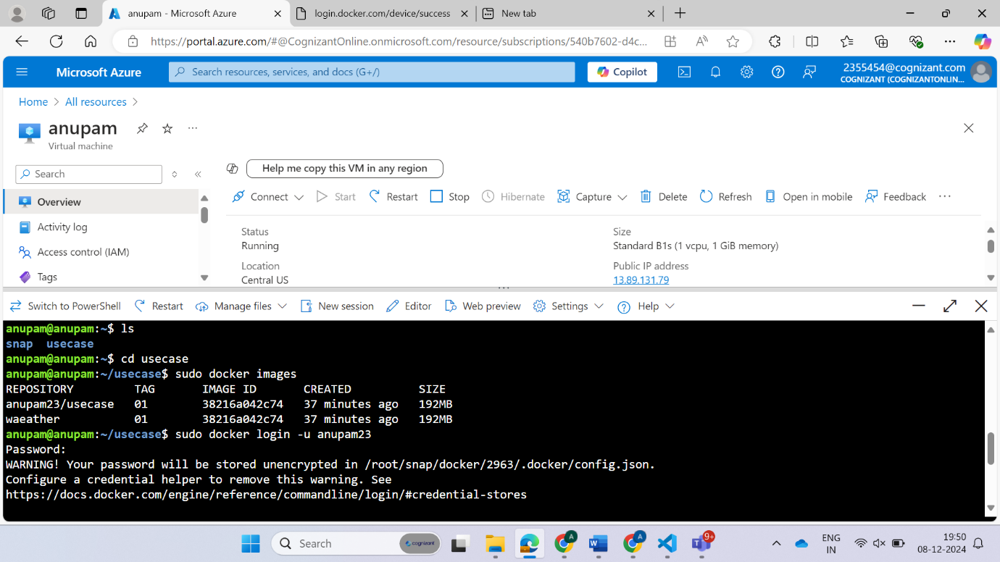 anupam - Microsoft Azure
login.docker.com/device/success
New tab
https://portal.azure.com/#@CognizantOnline.onmicrosoft.com/resource/subscriptions/540b7602-d4c...
Microsoft Azure
Search resources, services, and docs (G+/)
Copilot
2355454@cognizant.com
COGNIZANT (COGNIZANTONLIN...
Home > All resources >
anupam
Virtual machine
Search
Help me copy this VM in any region
Connect
Start
Restart
Stop
Hibernate
Capture
Delete
Refresh
Open in mobile
Feedback
Overview
Activity log
Access control (IAM)
Tags
Status
Running
Location
Central US
Size
Standard B1s (1 vcpu, 1 GiB memory)
Public IP address
13.89.131.79
Switch to PowerShell
Restart
Manage files
New session
Editor
Web preview
Settings
Help
anupam@anupam:~$ ls
snap  usecase
anupam@anupam:~$ cd usecase
anupam@anupam:~/usecase$ sudo docker images
REPOSITORY         TAG       IMAGE ID       CREATED          SIZE
anupam23/usecase   01        38216a042c74   37 minutes ago   192MB
waeather           01        38216a042c74   37 minutes ago   192MB
anupam@anupam:~/usecase$ sudo docker login -u anupam23
Password:
WARNING! Your password will be stored unencrypted in /root/snap/docker/2963/.docker/config.json.
Configure a credential helper to remove this warning. See
https://docs.docker.com/engine/reference/commandline/login/#credential-stores
Search
cognizant
A
A
9+
ENG
IN
19:50
08-12-2024